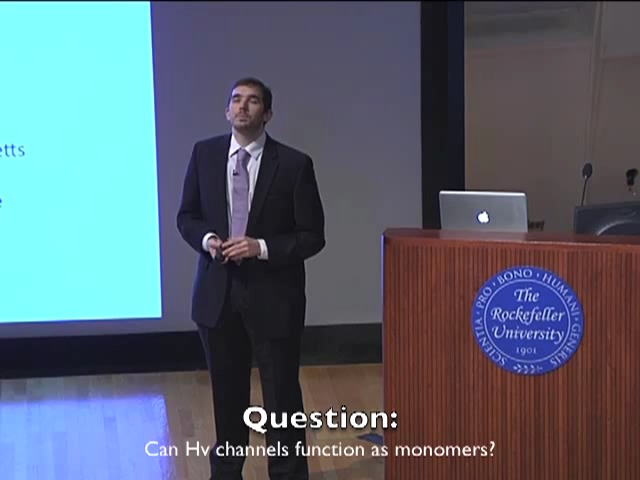 etts
e
SCIENTIA · PRO · BONO · HUMANI · GENERIS
The
Rockefeller
University
1901
Question:
Can Hv channels function as monomers?